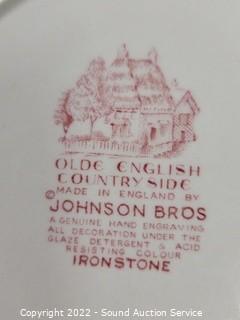 OLDE ENGLISH
COUNTRYSIDE
MADE IN ENGLAND BY
©JOHNSON BROS
A GENUINE HAND ENGRAVING
ALL DECORATION UNDER THE
GLAZE DETERGENT & ACID
RESISTING COLOUR
IRONSTONE
Copyright 2022 - Sound Auction Service